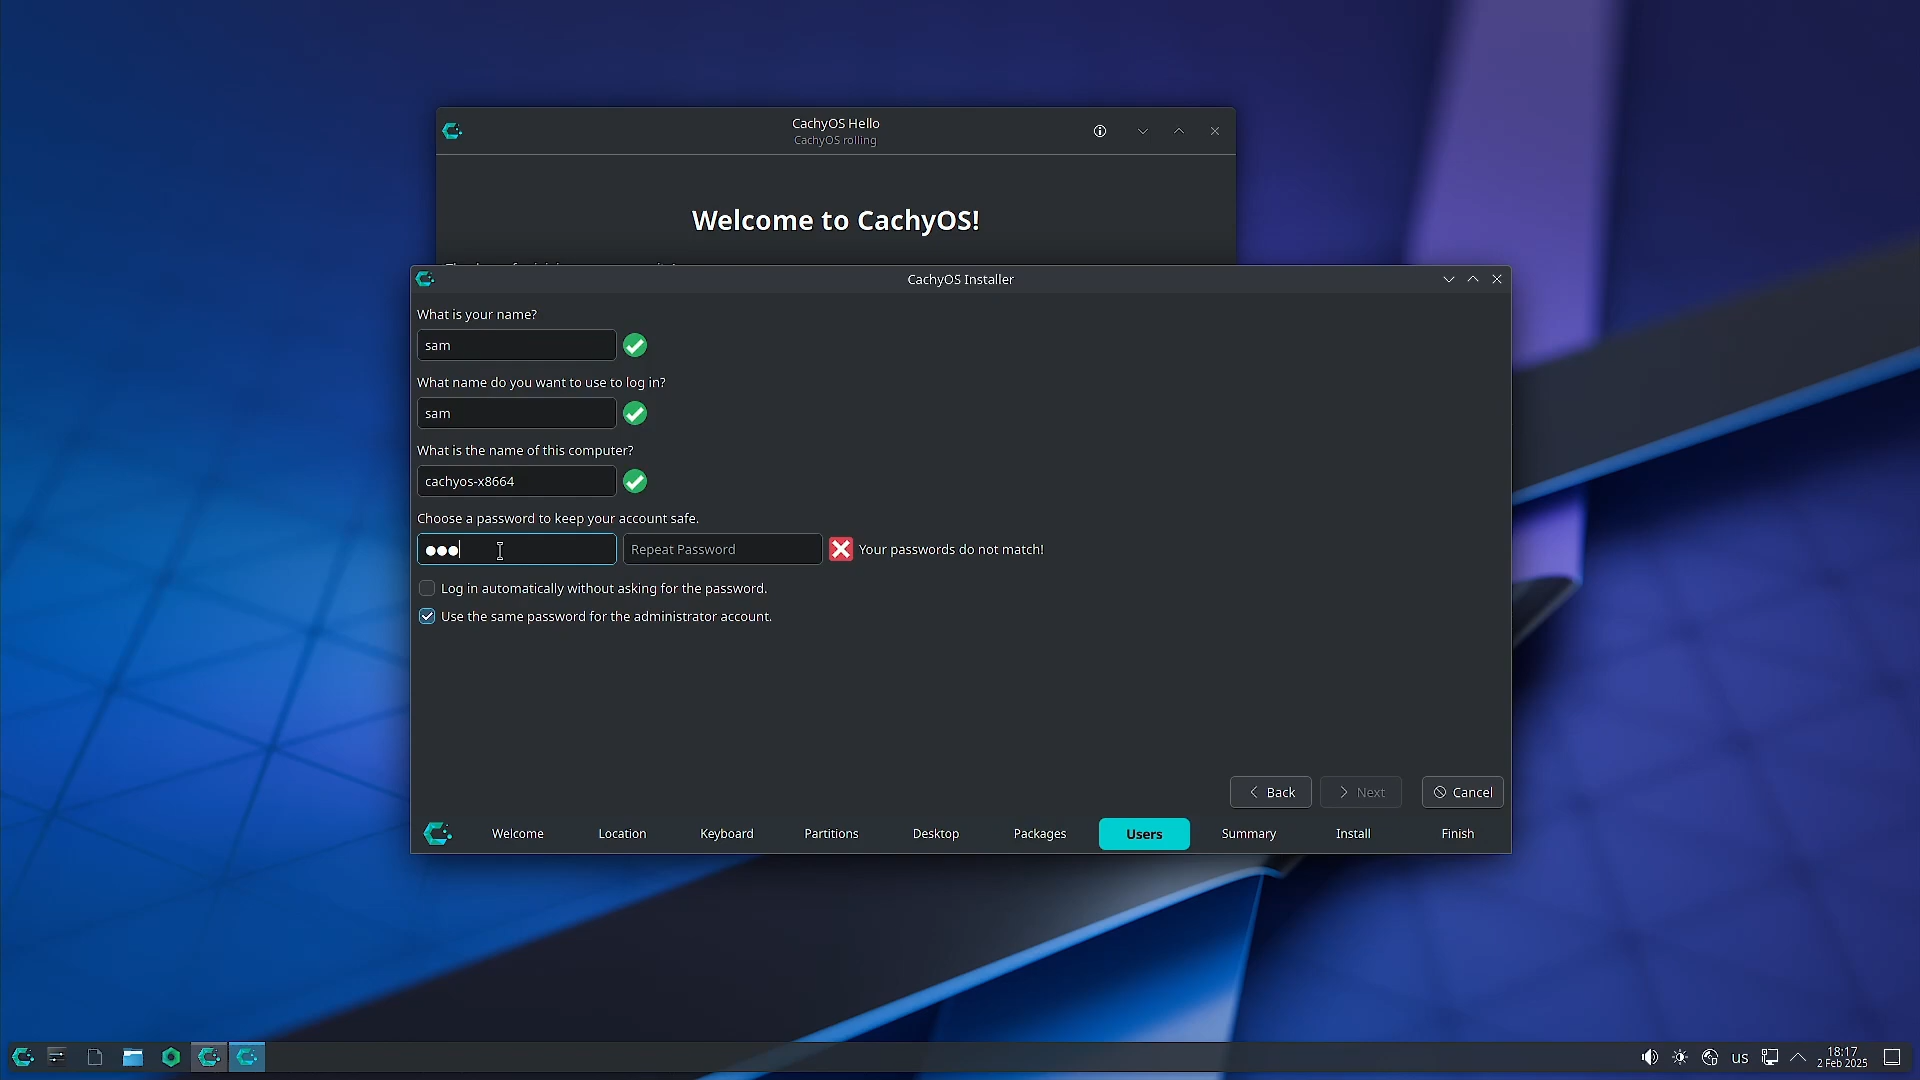 CachyOS Hello
CachyOS rolling
Welcome to CachyOS!
CachyOS Installer
What is your name?
sam
What name do you want to use to log in?
sam
What is the name of this computer?
cachyos-x8664
Choose a password to keep your account safe.
●●● Repeat Password Your passwords do not match!
Log in automatically without asking for the password.
Use the same password for the administrator account.
Back Next Cancel
Welcome Location Keyboard Partitions Desktop Packages Users Summary Install Finish
us 18:17
2 Feb 2025